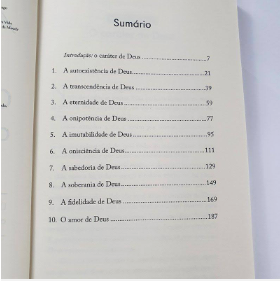 Sumário
Introdução: o caráter de Deus 7
1. A autoexistência de Deus 21
2. A transcendência de Deus 39
3. A eternidade de Deus 59
4. A onipotência de Deus 77
5. A imutabilidade de Deus 95
6. A onisciência de Deus 111
7. A sabedoria de Deus 129
8. A soberania de Deus 149
9. A fidelidade de Deus 169
10. O amor de Deus 187